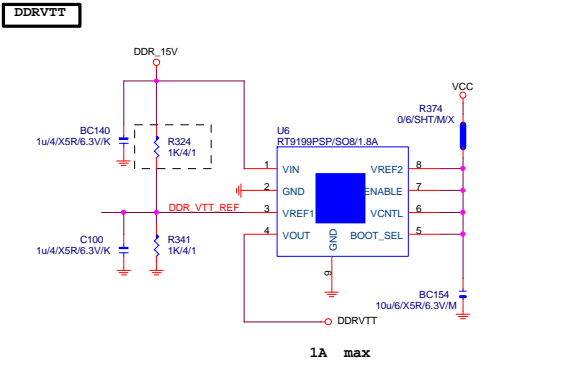 DDRVTT
DDR_15V
VCC
BC140
1u/4/X5R/6.3V/K
R324
1K/4/1
U6
RT9199PSP/SO8/1.8A
R374
0/6/SHT/M/X
1 VIN
VREF2 8
2 GND
ENABLE 7
DDR_VTT_REF
3 VREF1
VCNTL 6
4 VOUT
BOOT_SEL 5
GND
9
C100
1u/4/X5R/6.3V/K
R341
1K/4/1
BC154
10u/6/X5R/6.3V/M
DDRVTT
1A max